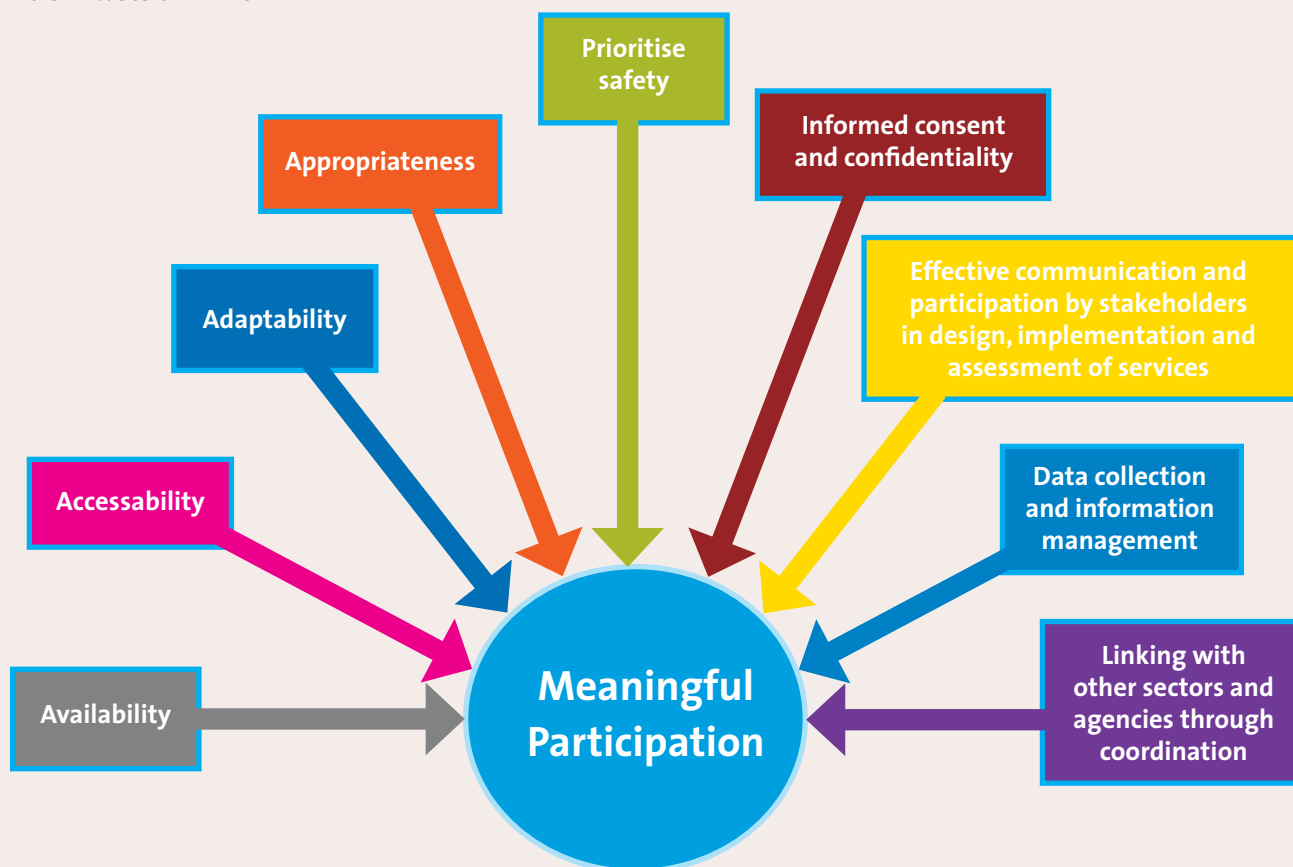 Prioritise
safety
Informed consent
and confidentiality
Appropriateness
Effective communication and
participation by stakeholders
in design, implementation and
assessment of services
Adaptability
Data collection
and information
management
Accessability
Linking with
other sectors and
agencies through
coordination
Availability
Meaningful
Participation